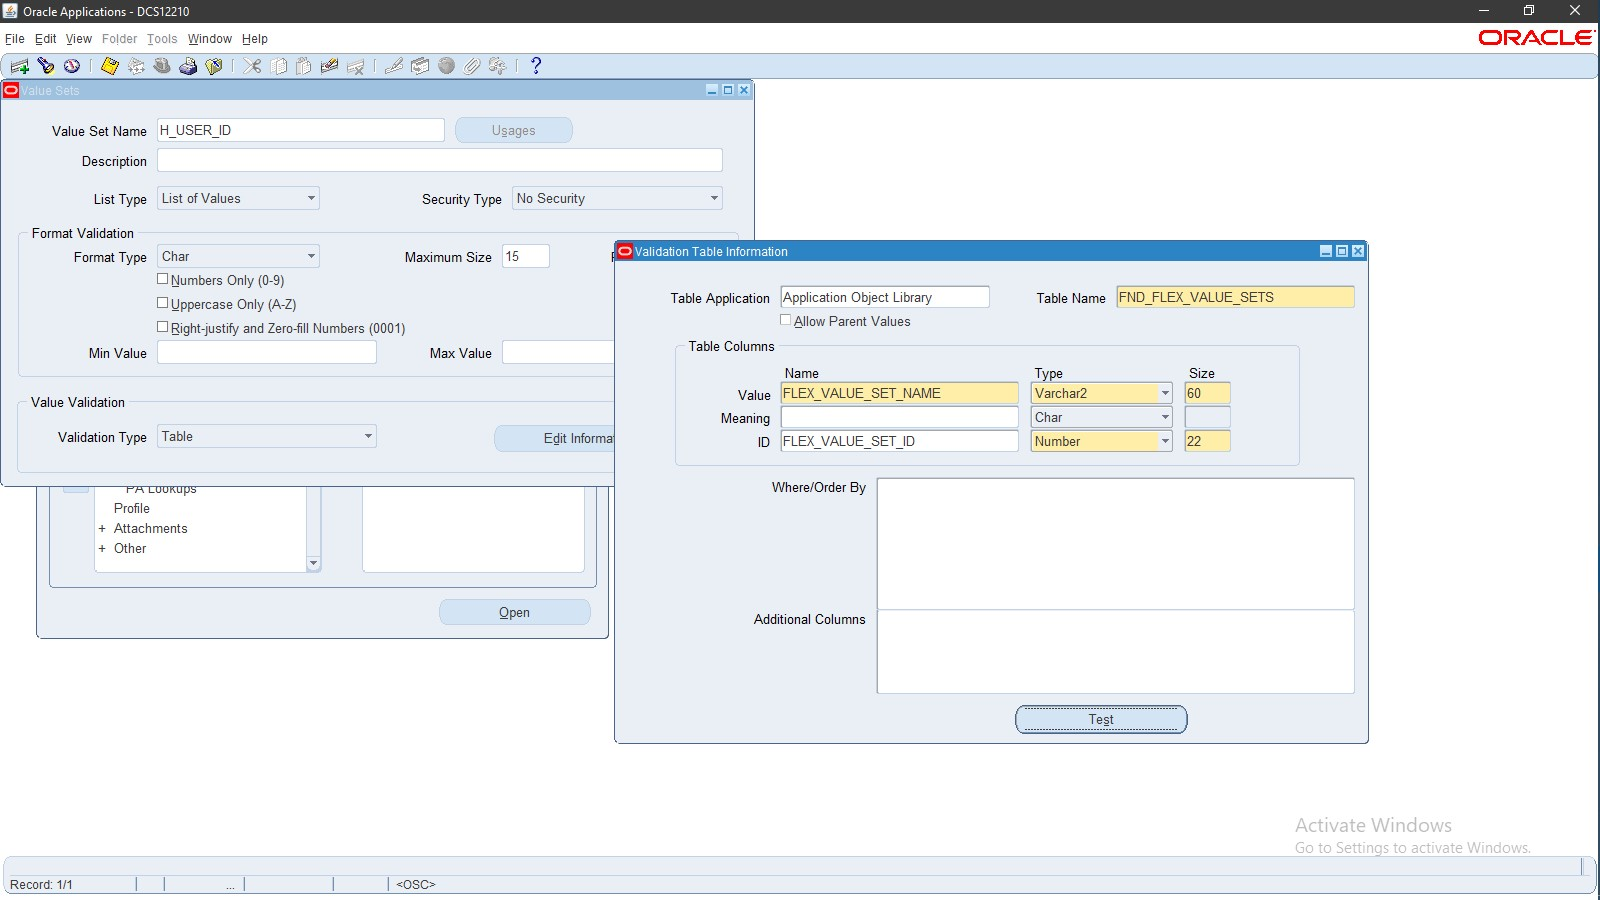 Oracle Applications - DCS12210
File Edit View Folder Tools Window Help
ORACLE
Value Sets
Value Set Name H_USER_ID Usages
Description
List Type List of Values Security Type No Security
Format Validation
Format Type Char Maximum Size 15
Numbers Only (0-9)
Uppercase Only (A-Z)
Right-justify and Zero-fill Numbers (0001)
Min Value Max Value
Value Validation
Validation Type Table Edit Informat
PA Lookups
Profile
+ Attachments
+ Other
Open
Validation Table Information
Table Application Application Object Library Table Name FND_FLEX_VALUE_SETS
Allow Parent Values
Table Columns
Name Type Size
Value FLEX_VALUE_SET_NAME Varchar2 60
Meaning Char
ID FLEX_VALUE_SET_ID Number 22
Where/Order By
Additional Columns
Test
Activate Windows
Go to Settings to activate Windows.
Record: 1/1 ... <OSC>